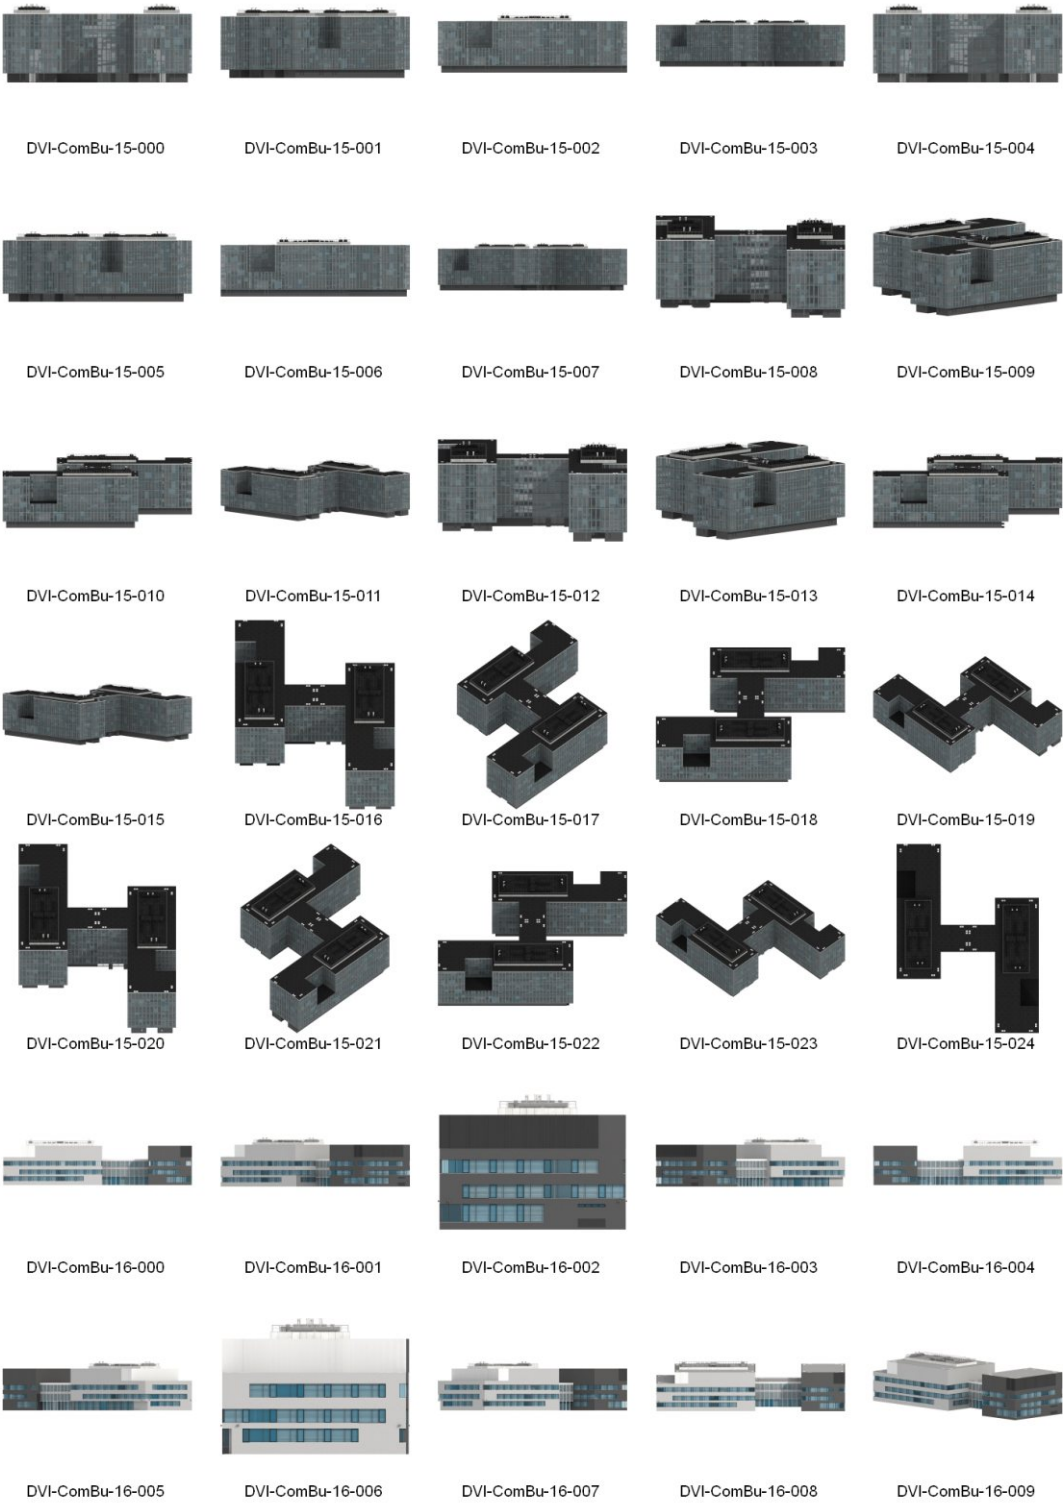 DVI-ComBu-15-000 DVI-ComBu-15-001 DVI-ComBu-15-002 DVI-ComBu-15-003 DVI-ComBu-15-004
DVI-ComBu-15-005 DVI-ComBu-15-006 DVI-ComBu-15-007 DVI-ComBu-15-008 DVI-ComBu-15-009
DVI-ComBu-15-010 DVI-ComBu-15-011 DVI-ComBu-15-012 DVI-ComBu-15-013 DVI-ComBu-15-014
DVI-ComBu-15-015 DVI-ComBu-15-016 DVI-ComBu-15-017 DVI-ComBu-15-018 DVI-ComBu-15-019
DVI-ComBu-15-020 DVI-ComBu-15-021 DVI-ComBu-15-022 DVI-ComBu-15-023 DVI-ComBu-15-024
DVI-ComBu-16-000 DVI-ComBu-16-001 DVI-ComBu-16-002 DVI-ComBu-16-003 DVI-ComBu-16-004
DVI-ComBu-16-005 DVI-ComBu-16-006 DVI-ComBu-16-007 DVI-ComBu-16-008 DVI-ComBu-16-009